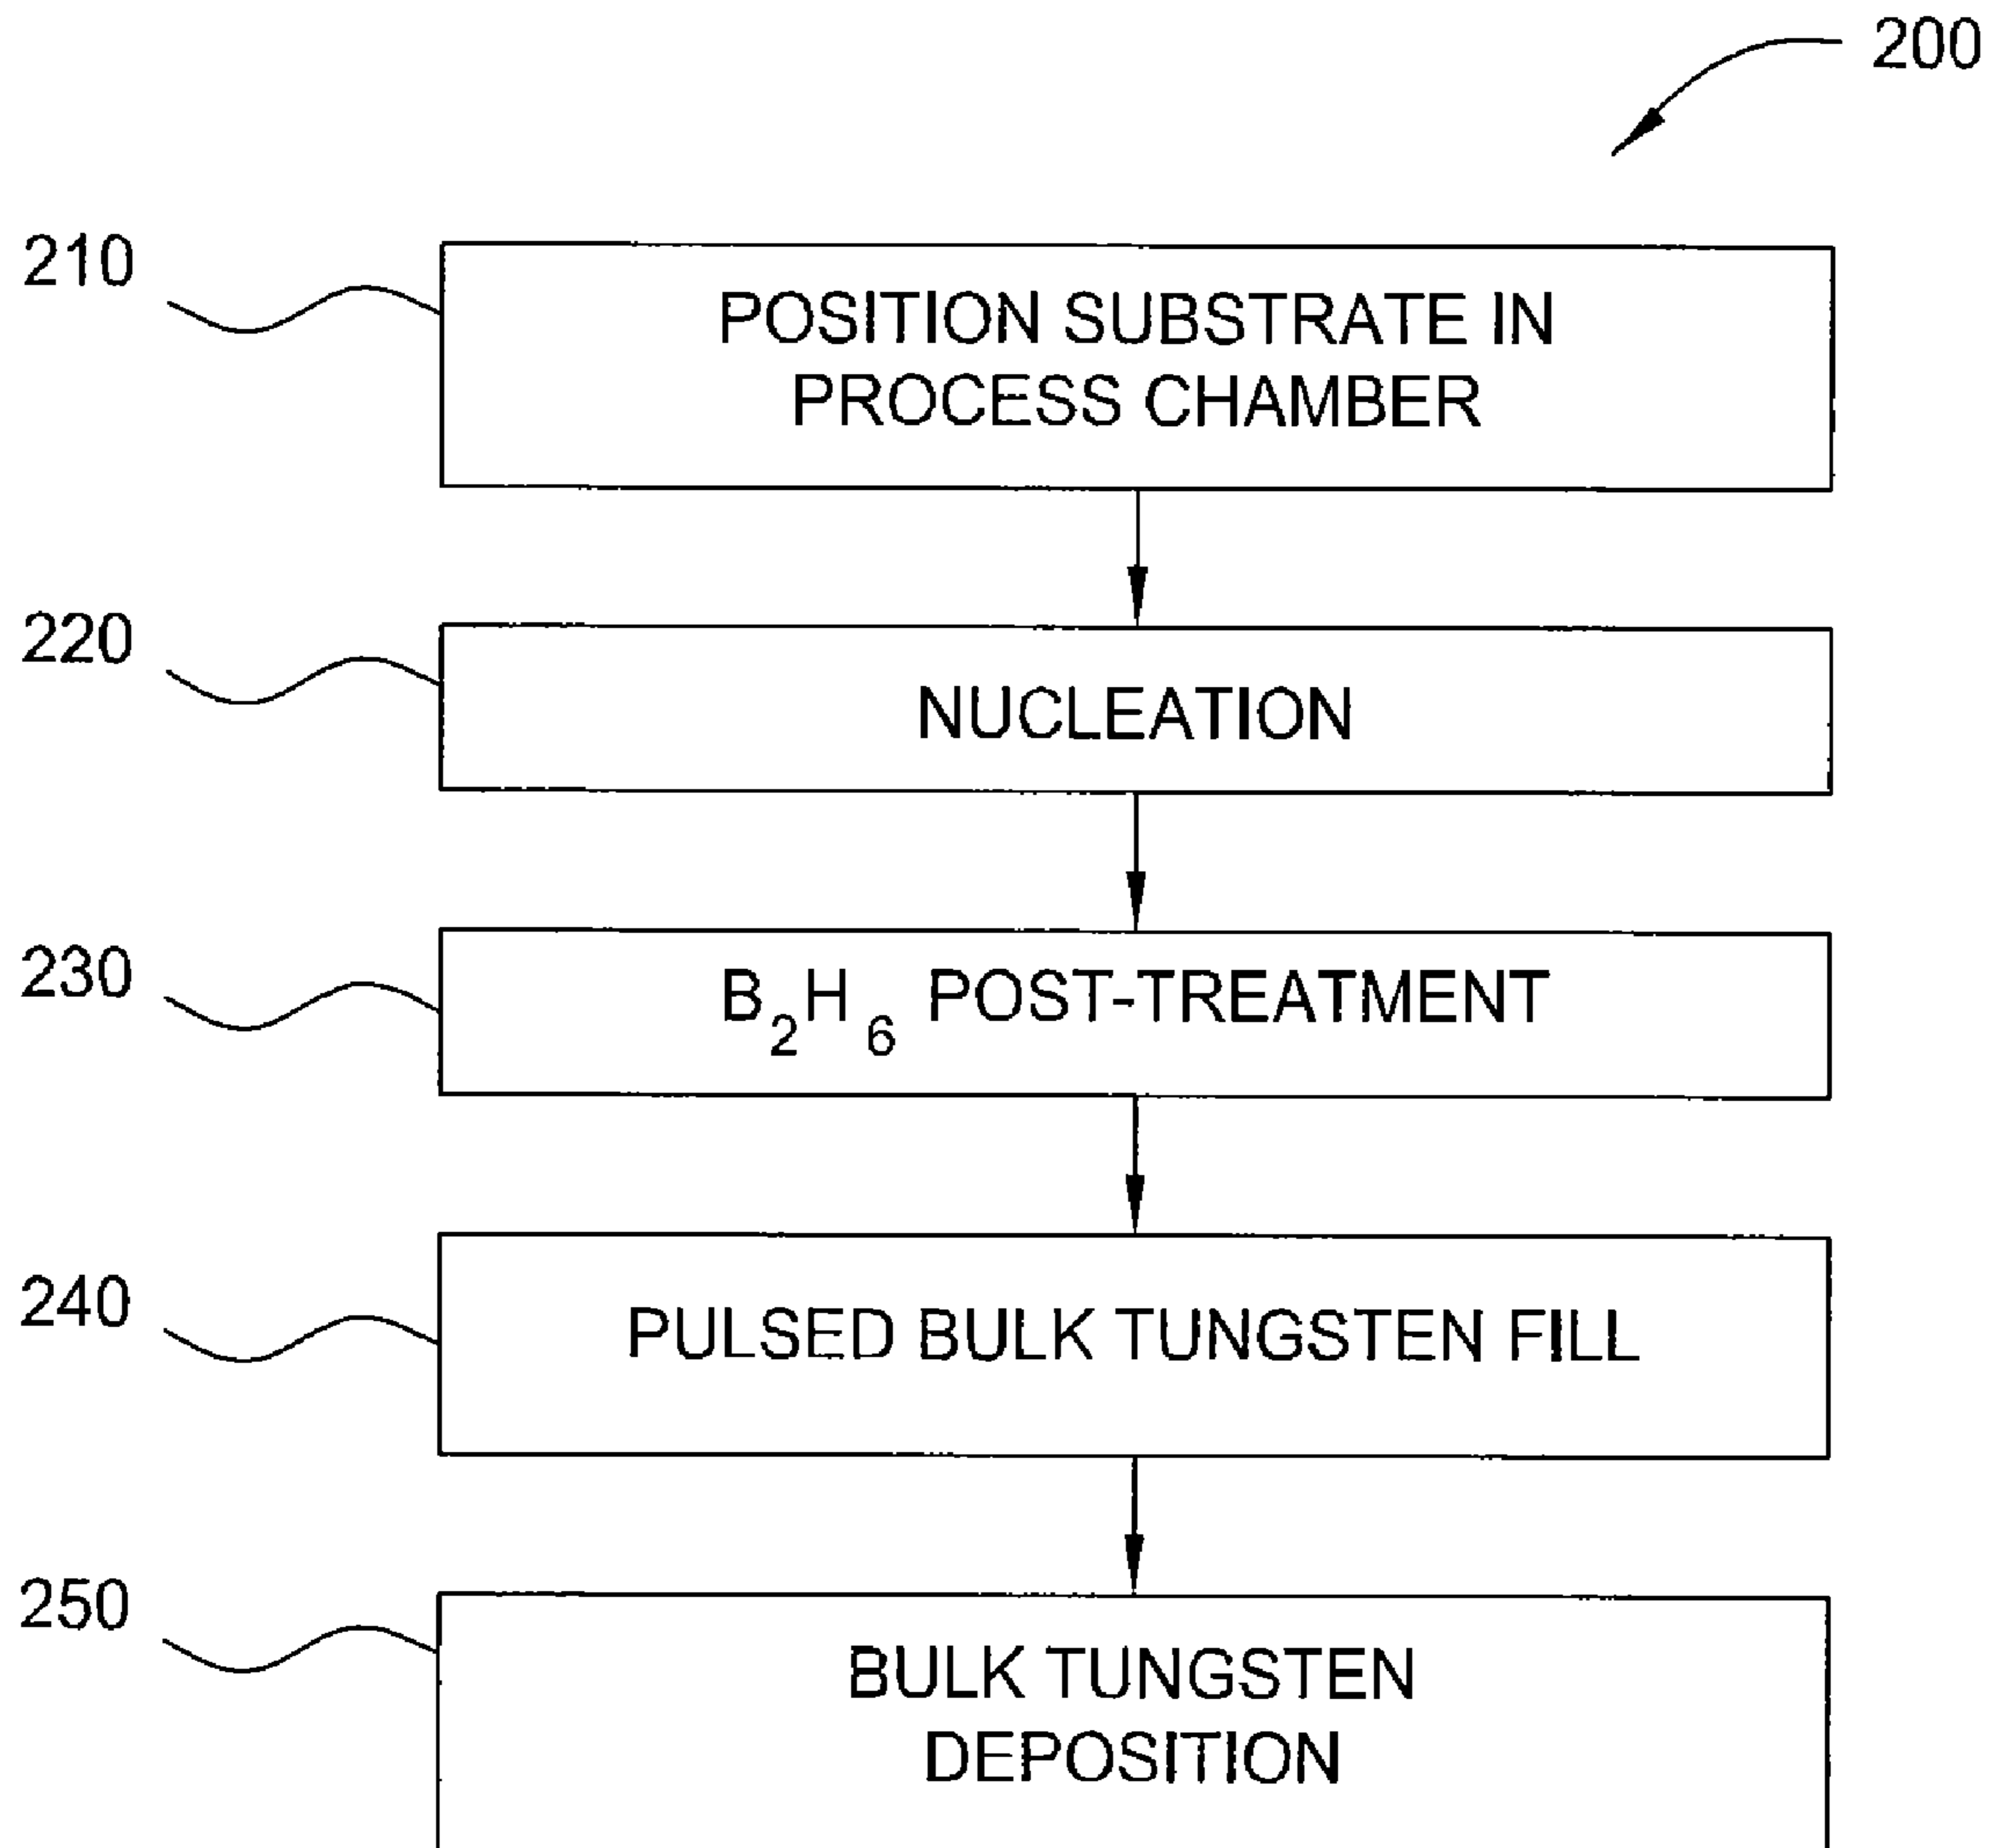 200
210
POSITION SUBSTRATE IN
PROCESS CHAMBER
220
NUCLEATION
230
B2H6 POST-TREATMENT
240
PULSED BULK TUNGSTEN FILL
250
BULK TUNGSTEN
DEPOSITION